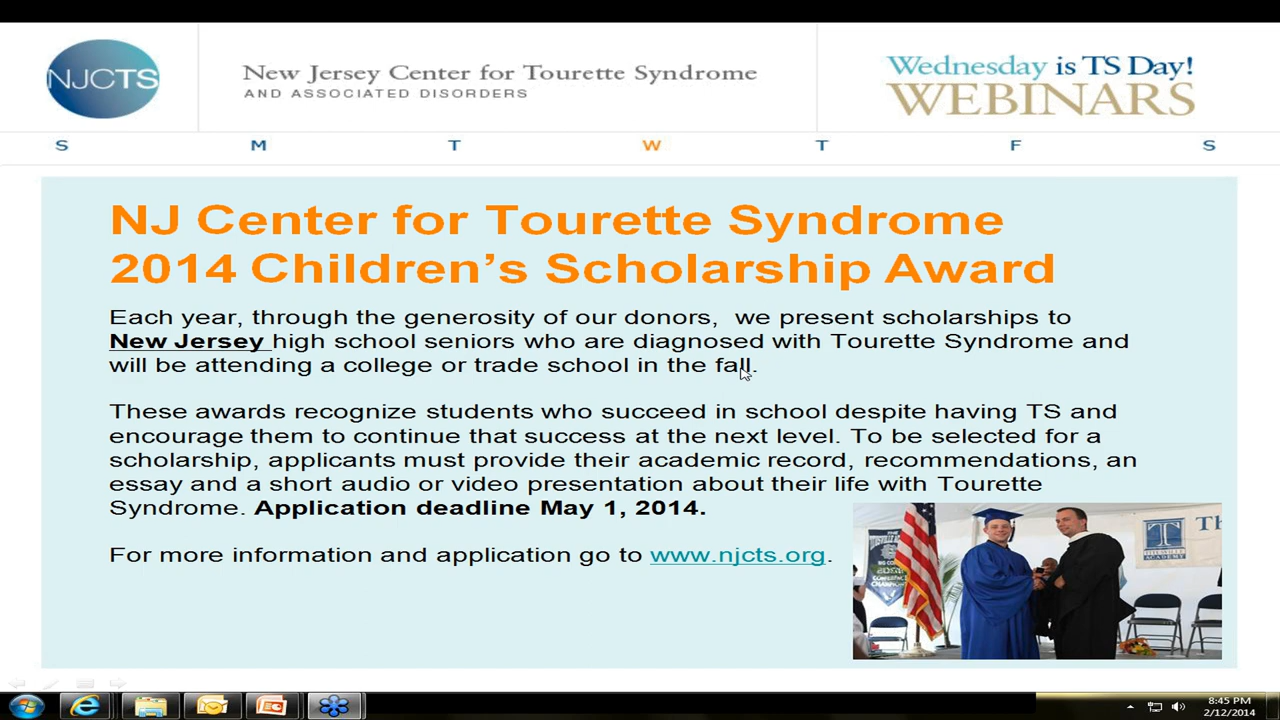 NJCTS
New Jersey Center for Tourette Syndrome
AND ASSOCIATED DISORDERS
Wednesday is TS Day!
WEBINARS
S M T W T F S
NJ Center for Tourette Syndrome
2014 Children's Scholarship Award
Each year, through the generosity of our donors, we present scholarships to
New Jersey high school seniors who are diagnosed with Tourette Syndrome and
will be attending a college or trade school in the fall.
These awards recognize students who succeed in school despite having TS and
encourage them to continue that success at the next level. To be selected for a
scholarship, applicants must provide their academic record, recommendations, an
essay and a short audio or video presentation about their life with Tourette
Syndrome. Application deadline May 1, 2014.
For more information and application go to www.njcts.org.
T
Th
ACADEMY
8:45 PM
2/12/2014